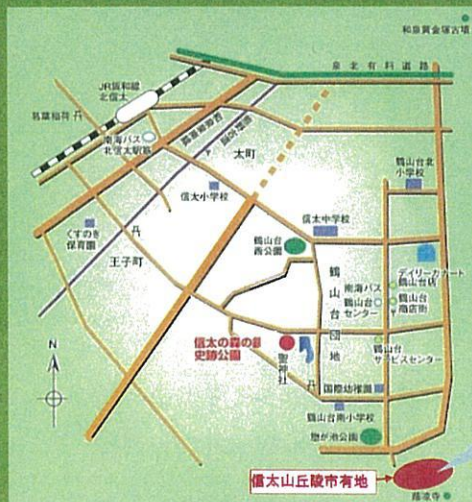 和泉黄金塚古墳
泉北有料道路
JR阪和線
北信太
葛葉稲荷
南海バス
北信太駅筋
太町
鶴山台北
小学校
信太小学校
信太中学校
くすのき
保育園
王子町
鶴山台
西公園
鶴山台団地
デイリーカナート
鶴山台店
南海バス
鶴山台
センター
鶴山台
商店街
信太の森の
史跡公園
聖神社
鶴山台
サービスセンター
国際幼稚園
鶴山台南小学校
惣が池公園
N
信太山丘陵市有地
蔭凉寺